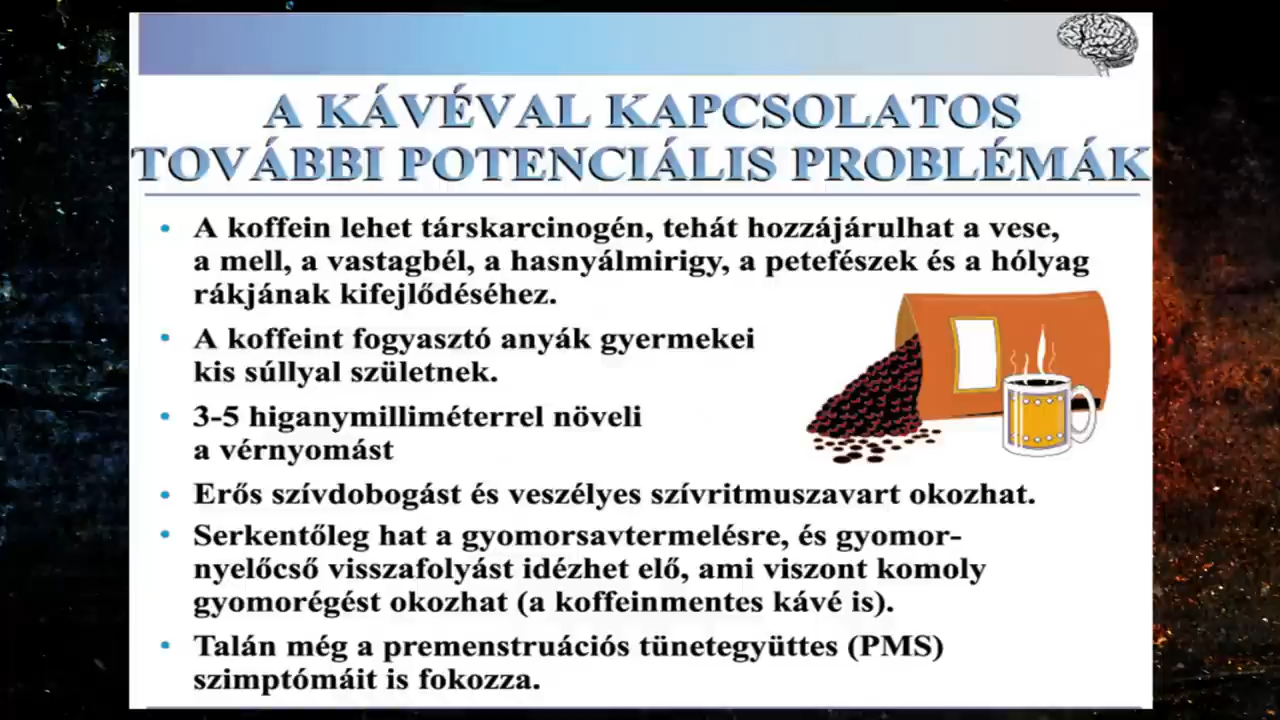 A KÁVÉVAL KAPCSOLATOS
TOVÁBBI POTENCIÁLIS PROBLÉMÁK
• A koffein lehet társkarcinogén, tehát hozzájárulhat a vese,
a mell, a vastagbél, a hasnyálmirigy, a petefészek és a hólyag
rákjának kifejlődéséhez.
• A koffeint fogyasztó anyák gyermekei
kis súllyal születnek.
• 3-5 higanymilliméterrel növeli
a vérnyomást
• Erős szívdobogást és veszélyes szívritmuszavart okozhat.
• Serkentőleg hat a gyomorsavtermelésre, és gyomor-
nyelőcső visszafolyást idézhet elő, ami viszont komoly
gyomorégést okozhat (a koffeinmentes kávé is).
• Talán még a premenstruációs tünetegyüttes (PMS)
szimptómáit is fokozza.